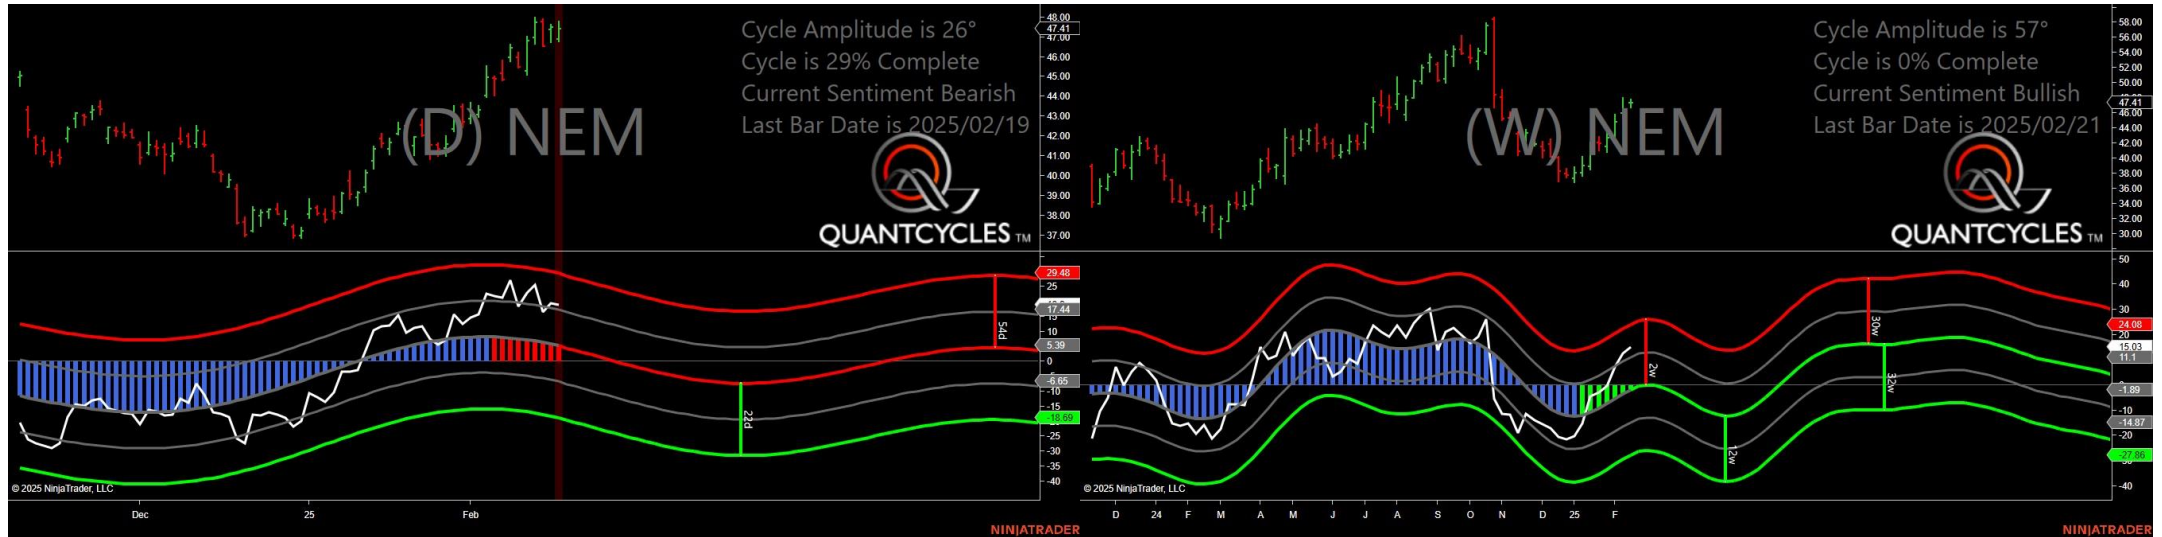 Cycle Amplitude is 26°
Cycle is 29% Complete
Current Sentiment Bearish
Last Bar Date is 2025/02/19
(D) NEM
QUANTCYCLES TM
48.00
47.41
47.00
46.00
45.00
44.00
43.00
42.00
41.00
40.00
39.00
38.00
37.00
29.48
25
17.44
15
10
5.39
0
-6.65
-10
-15
-18.69
-25
-30
-35
-40
54d
22d
© 2025 NinjaTrader, LLC
Dec
25
Feb
NINJATRADER
Cycle Amplitude is 57°
Cycle is 0% Complete
Current Sentiment Bullish
Last Bar Date is 2025/02/21
(W) NEM
QUANTCYCLES TM
58.00
56.00
54.00
52.00
50.00
47.41
46.00
44.00
42.00
40.00
38.00
36.00
34.00
32.00
30.00
50
40
30
24.08
20
15.03
11.1
-1.89
-10
-14.87
-20
-27.86
-40
2w
12w
30w
32w
© 2025 NinjaTrader, LLC
D
24
F
M
A
M
J
J
A
S
O
N
D
25
F
NINJATRADER